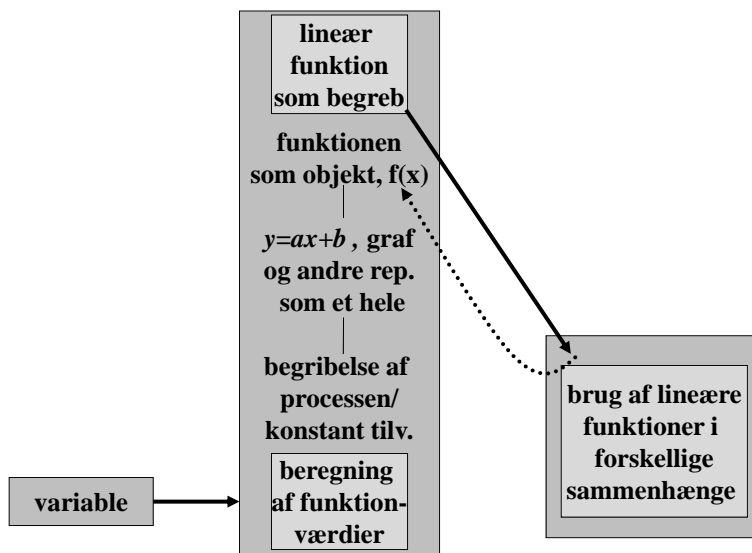 lineær
funktion
som begreb
funktionen
som objekt, f(x)
y=ax+b , graf
og andre rep.
som et hele
begribelse af
processen/
konstant tilv.
beregning
af funktion-
værdier
variable
brug af lineære
funktioner i
forskellige
sammenhænge